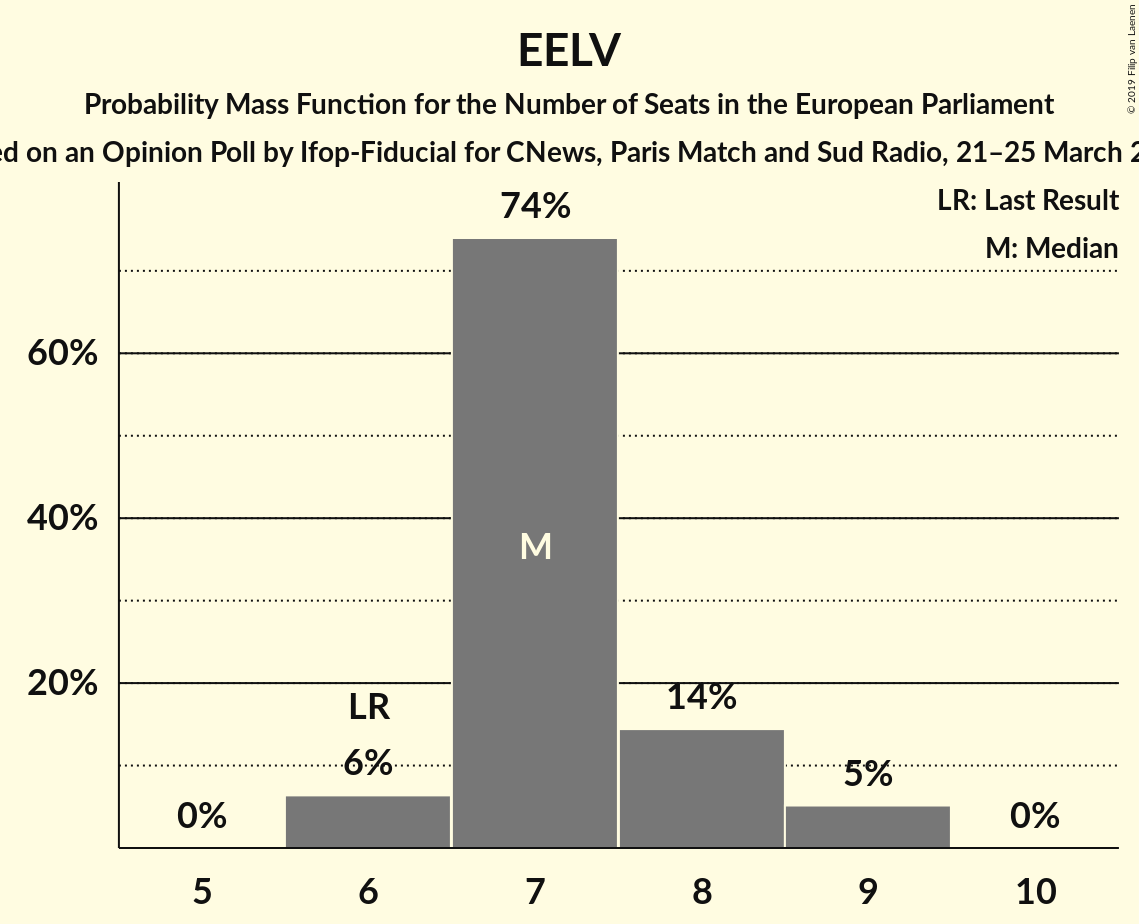 EELV
Probability Mass Function for the Number of Seats in the European Parliament
on an Opinion Poll by Ifop-Fiducial for CNews, Paris Match and Sud Radio, 21–25 March
© 2019 Filip van Laenen
LR: Last Result
M: Median
74%
60%
40%
M
20%
14%
LR
6%
5%
0%
0%
5 6 7 8 9 10